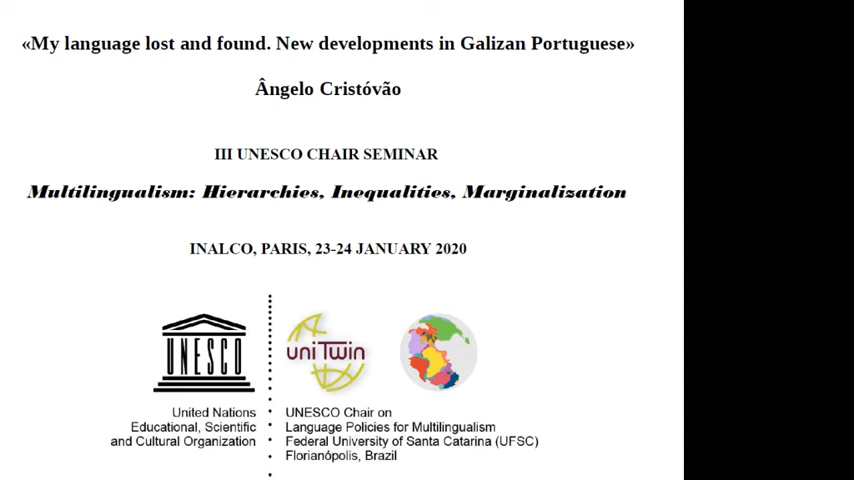 «My language lost and found. New developments in Galizan Portuguese»
Ângelo Cristóvão
III UNESCO CHAIR SEMINAR
Multilingualism: Hierarchies, Inequalities, Marginalization
INALCO, PARIS, 23-24 JANUARY 2020
UNESCO
uniTwin
United Nations
Educational, Scientific
and Cultural Organization
UNESCO Chair on
Language Policies for Multilingualism
Federal University of Santa Catarina (UFSC)
Florianópolis, Brazil